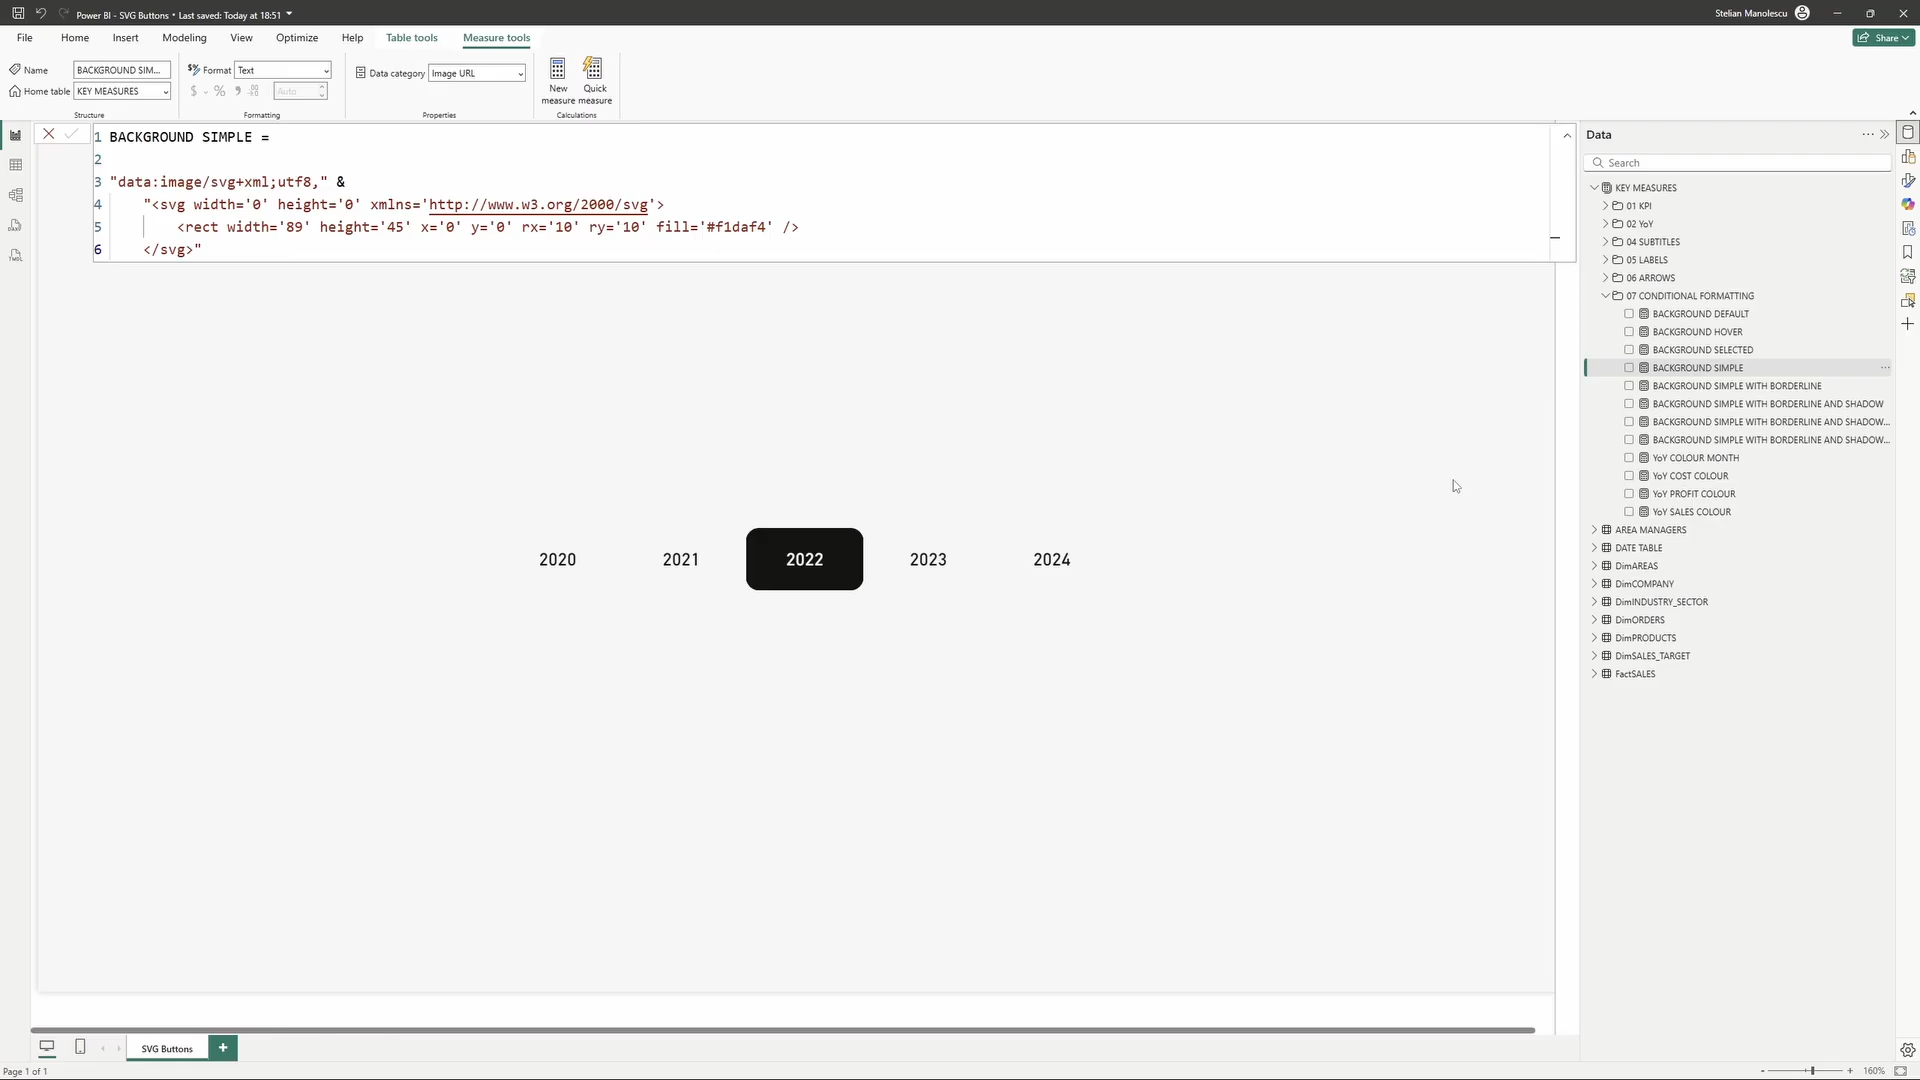 Power BI - SVG Buttons • Last saved: Today at 18:51
Stelian Manolescu
File Home Insert Modeling View Optimize Help Table tools Measure tools
Share
Name BACKGROUND SIM...
Home table KEY MEASURES
Structure
Format Text
$ % Auto
Formatting
Data category Image URL
Properties
New measure
Quick measure
Calculations
1 BACKGROUND SIMPLE =
2
3 "data:image/svg+xml;utf8," &
4 "<svg width='0' height='0' xmlns='http://www.w3.org/2000/svg'>
5 <rect width='89' height='45' x='0' y='0' rx='10' ry='10' fill='#f1daf4' />
6 </svg>"
2020 2021 2022 2023 2024
Data
Search
KEY MEASURES
01 KPI
02 YoY
04 SUBTITLES
05 LABELS
06 ARROWS
07 CONDITIONAL FORMATTING
BACKGROUND DEFAULT
BACKGROUND HOVER
BACKGROUND SELECTED
BACKGROUND SIMPLE
BACKGROUND SIMPLE WITH BORDERLINE
BACKGROUND SIMPLE WITH BORDERLINE AND SHADOW
BACKGROUND SIMPLE WITH BORDERLINE AND SHADOW...
BACKGROUND SIMPLE WITH BORDERLINE AND SHADOW...
YoY COLOUR MONTH
YoY COST COLOUR
YoY PROFIT COLOUR
YoY SALES COLOUR
AREA MANAGERS
DATE TABLE
DimAREAS
DimCOMPANY
DimINDUSTRY_SECTOR
DimORDERS
DimPRODUCTS
DimSALES_TARGET
FactSALES
SVG Buttons
Page 1 of 1
160%